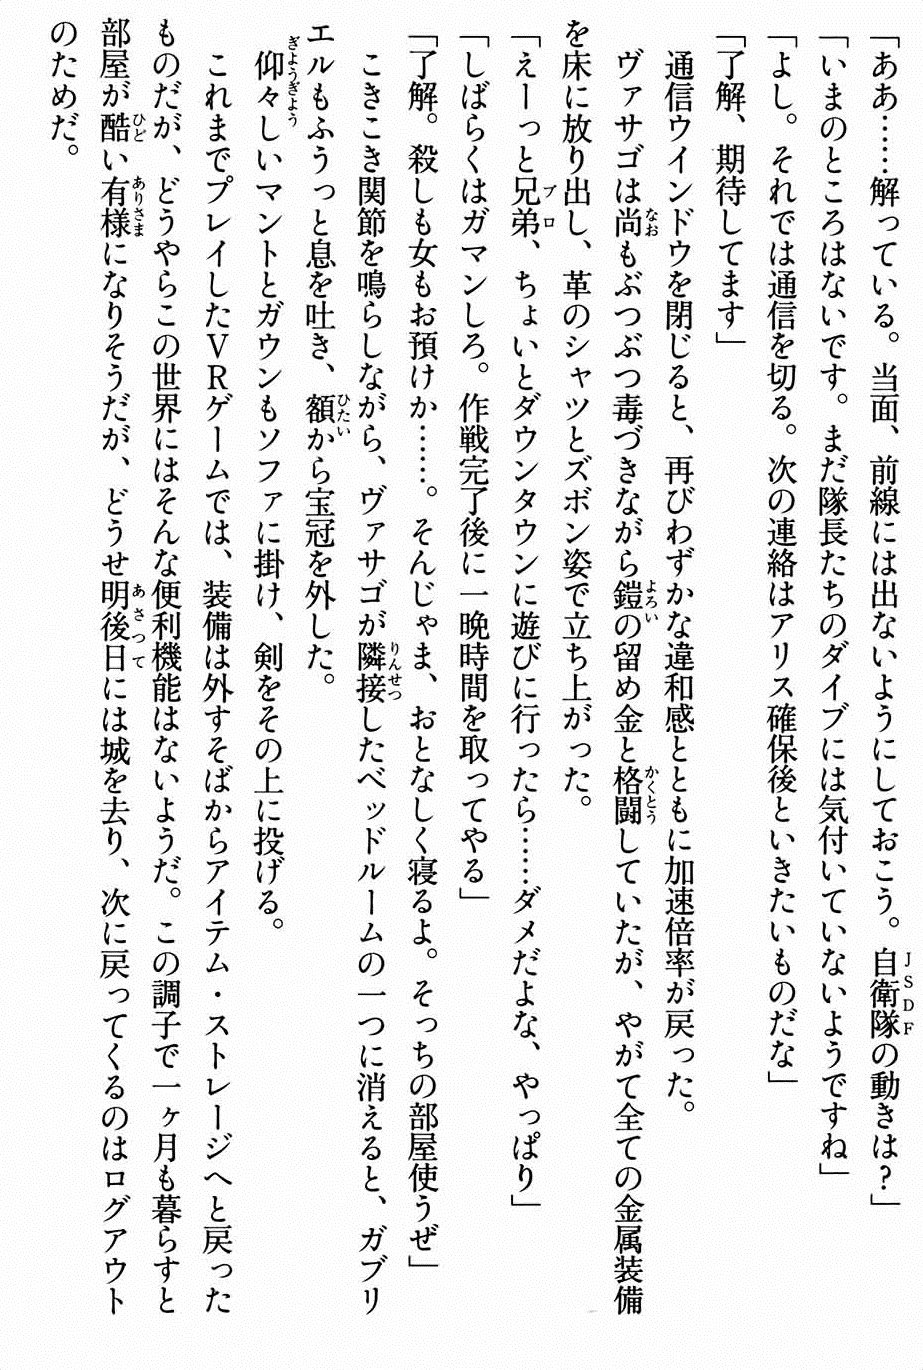 「ああ……解っている。当面、前線には出ないようにしておこう。自衛隊の動きは？」
「いまのところはないです。まだ隊長たちのダイブには気付いていないようですね」
「よし。それでは通信を切る。次の連絡はアリス確保後といきたいものだな」
「了解、期待してます」
通信ウインドウを閉じると、再びわずかな違和感とともに加速倍率が戻った。
ヴァサゴは尚もぶつぶつ毒づきながら鎧の留め金と格闘していたが、やがて全ての金属装備
を床に放り出し、革のシャツとズボン姿で立ち上がった。
「えーっと兄弟、ちょいとダウンタウンに遊びに行ったら……ダメだよな、やっぱり」
「しばらくはガマンしろ。作戦完了後に一晩時間を取ってやる」
「了解。殺しも女もお預けか……。そんじゃま、おとなしく寝るよ。そっちの部屋使うぜ」
こきこき関節を鳴らしながら、ヴァサゴが隣接したベッドルームの一つに消えると、ガブリ
エルもふうっと息を吐き、額から宝冠を外した。
仰々しいマントとガウンもソファに掛け、剣をその上に投げる。
これまでプレイしたVRゲームでは、装備は外すそばからアイテム・ストレージへと戻った
ものだが、どうやらこの世界にはそんな便利機能はないようだ。この調子で一ヶ月も暮らすと
部屋が酷い有様になりそうだが、どうせ明後日には城を去り、次に戻ってくるのはログアウト
のためだ。